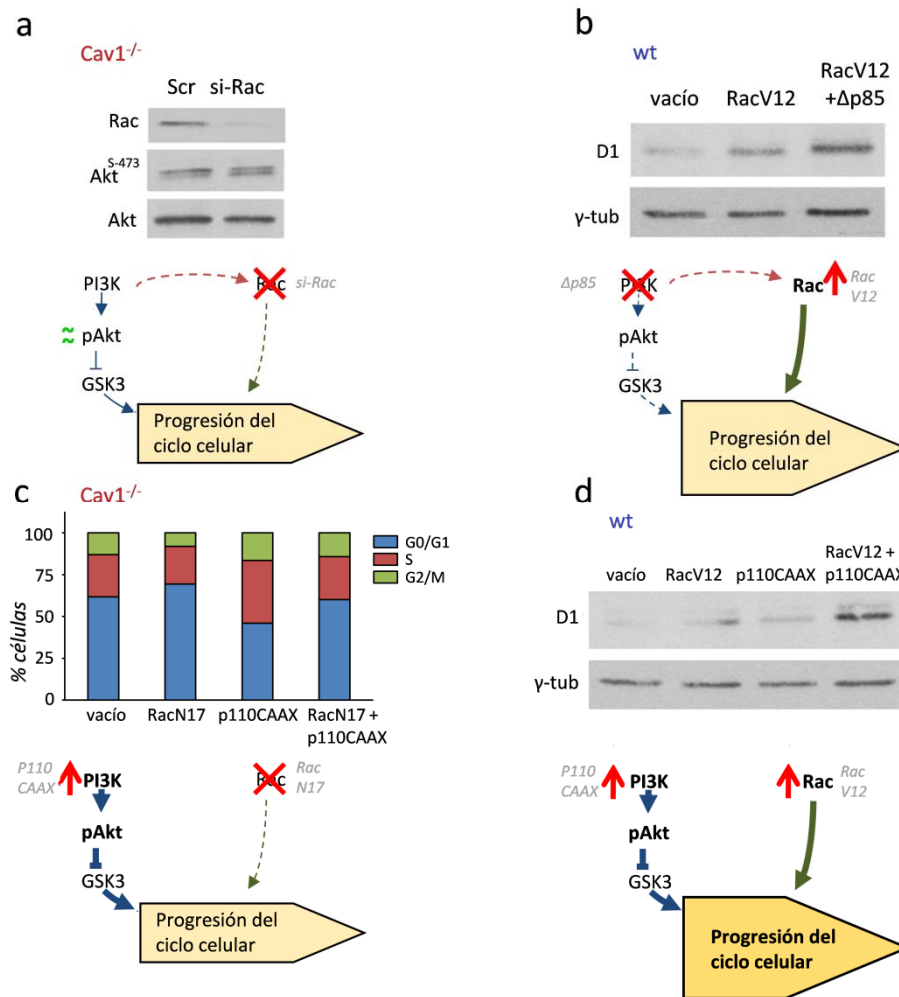 a
Cav1-/-
Scr si-Rac
Rac
Akt S-473
Akt
PI3K
Rac
si-Rac
≈
pAkt
GSK3
Progresión del
ciclo celular
b
wt
vacío RacV12 RacV12
+Δp85
D1
γ-tub
Δp85
PI3K
Rac
Rac
V12
pAkt
GSK3
Progresión del
ciclo celular
c
Cav1-/-
% células
100
75
50
25
0
G0/G1
S
G2/M
vacío RacN17 p110CAAX RacN17 +
p110CAAX
P110
CAAX
PI3K
Rac
Rac
N17
pAkt
GSK3
Progresión del
ciclo celular
d
wt
vacío RacV12 p110CAAX RacV12 +
p110CAAX
D1
γ-tub
P110
CAAX
PI3K
Rac
Rac
V12
pAkt
GSK3
Progresión del
ciclo celular